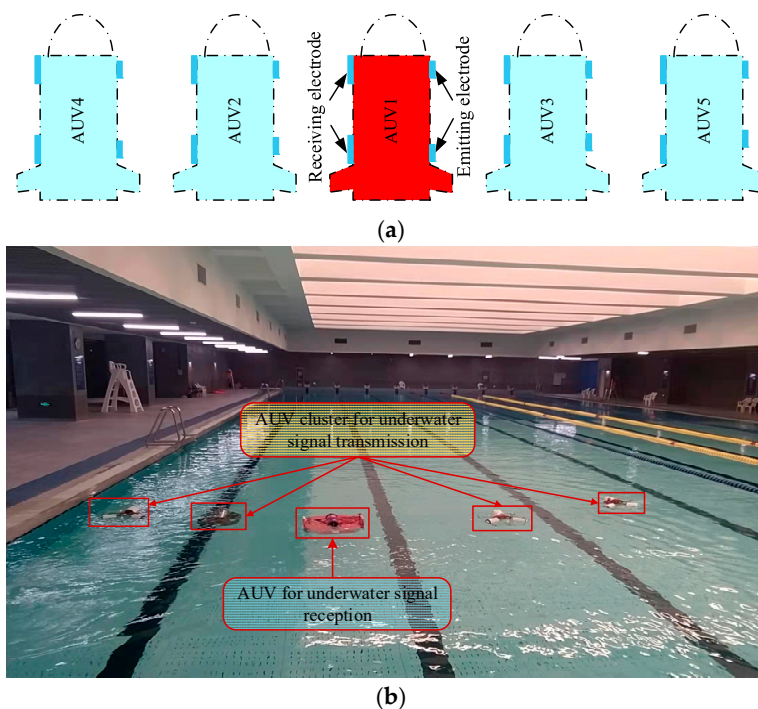 AUV4
AUV2
Receiving electrode
AUV1
Emitting electrode
AUV3
AUV5
(a)
AUV cluster for underwater
signal transmission
AUV for underwater signal
reception
(b)